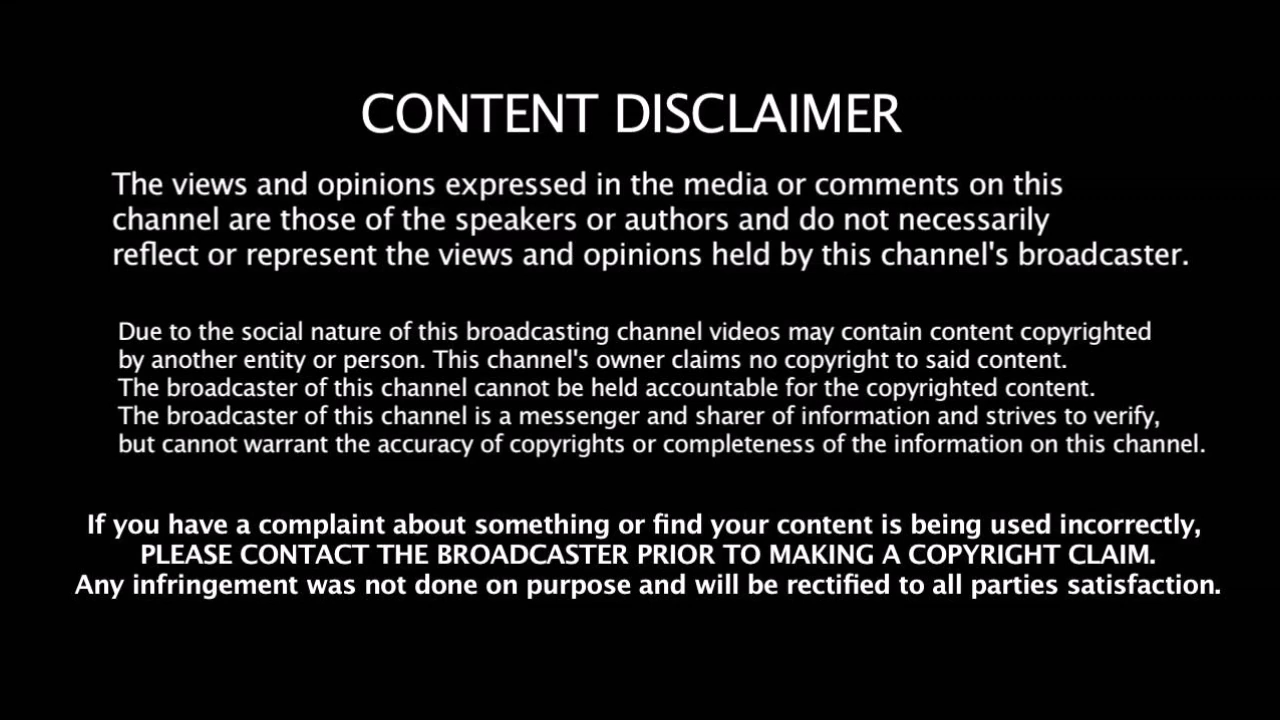 CONTENT DISCLAIMER
The views and opinions expressed in the media or comments on this
channel are those of the speakers or authors and do not necessarily
reflect or represent the views and opinions held by this channel's broadcaster.
Due to the social nature of this broadcasting channel videos may contain content copyrighted
by another entity or person. This channel's owner claims no copyright to said content.
The broadcaster of this channel cannot be held accountable for the copyrighted content.
The broadcaster of this channel is a messenger and sharer of information and strives to verify,
but cannot warrant the accuracy of copyrights or completeness of the information on this channel.
If you have a complaint about something or find your content is being used incorrectly,
PLEASE CONTACT THE BROADCASTER PRIOR TO MAKING A COPYRIGHT CLAIM.
Any infringement was not done on purpose and will be rectified to all parties satisfaction.